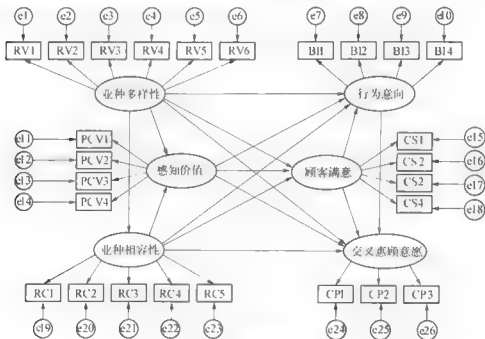 e1 e2 e3 e4 e5 e6 e7 e8 e9 e10
RV1 RV2 RV3 RV4 RV5 RV6 BI1 BI2 BI3 BI4
业种多样性 行为意向
e11 PCV1 CS1 e15
e12 PCV2 CS2 e16
感知价值 顾客满意
e13 PCV3 CS2 e17
e14 PCV4 CS4 e18
业种相容性 交叉惠顾意愿
RC1 RC2 RC3 RC4 RC5 CP1 CP2 CP3
e19 e20 e21 e22 e23 e24 e25 e26